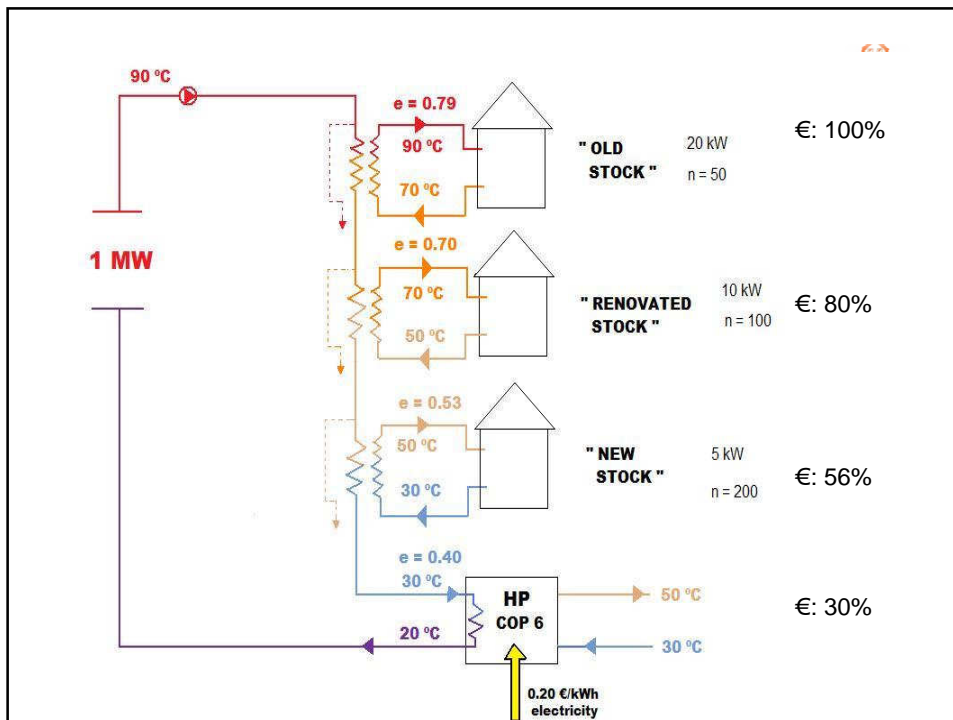 90 ºC
e = 0.79
90 ºC
70 ºC
" OLD
STOCK "
20 kW
n = 50
€: 100%
1 MW
e = 0.70
70 ºC
50 ºC
" RENOVATED
STOCK "
10 kW
n = 100
€: 80%
e = 0.53
50 ºC
30 ºC
" NEW
STOCK "
5 kW
n = 200
€: 56%
e = 0.40
30 ºC
20 ºC
HP
COP 6
50 ºC
30 ºC
€: 30%
0.20 €/kWh
electricity